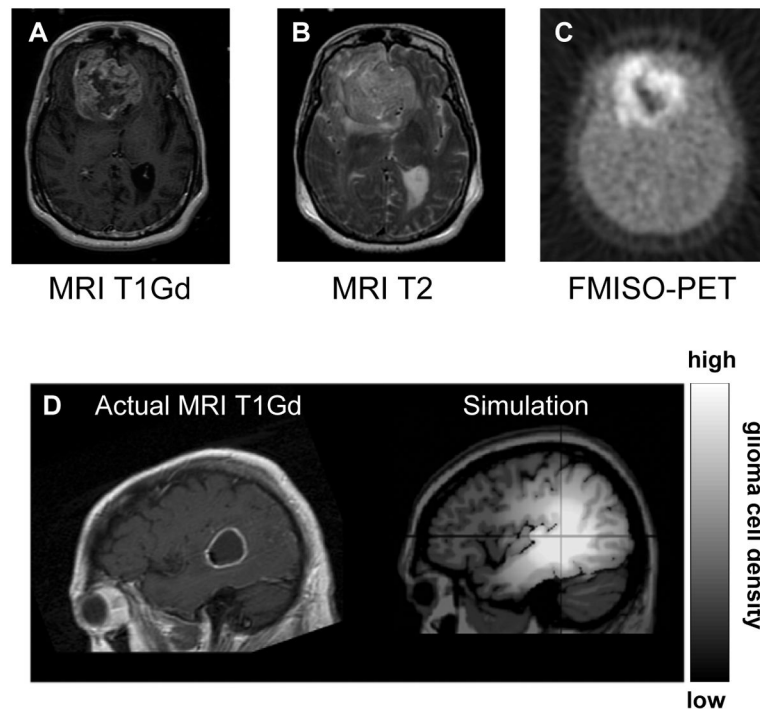 A
B
C
MRI T1Gd
MRI T2
FMISO-PET
high
D
Actual MRI T1Gd
Simulation
glioma cell density
low